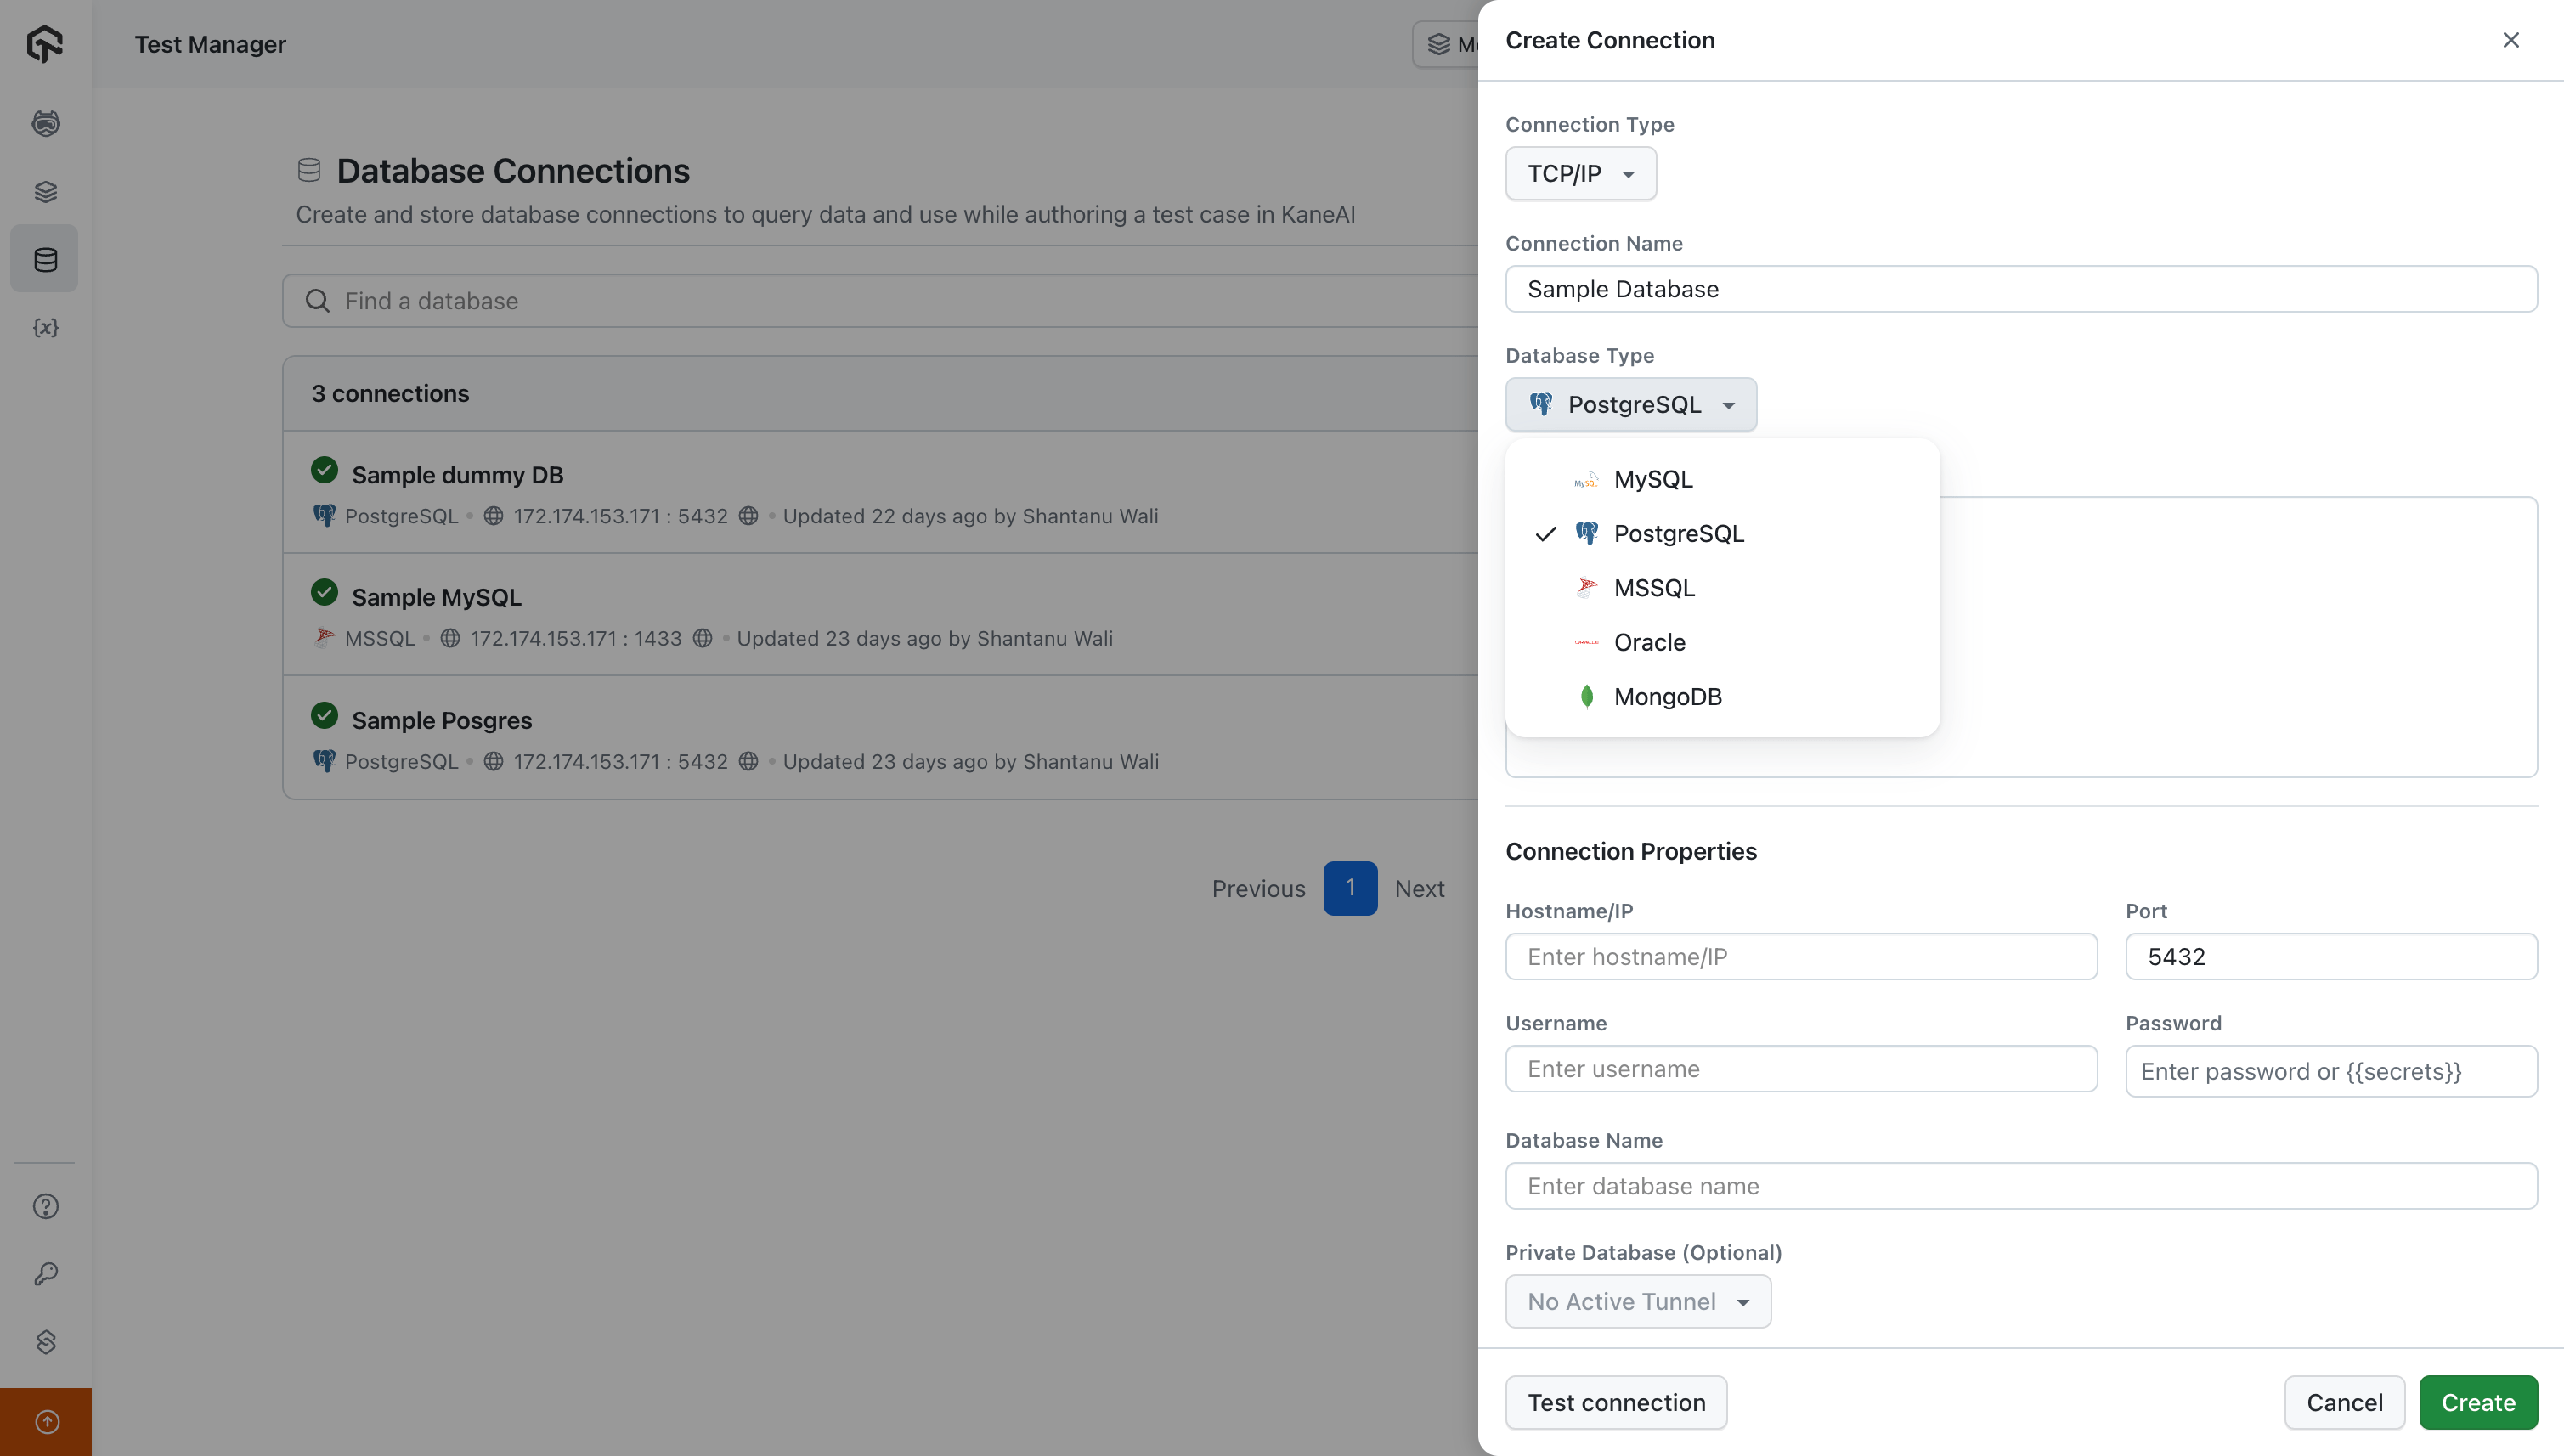 Test Manager
Database Connections
Create and store database connections to query data and use while authoring a test case in KaneAI
Find a database
3 connections
Sample dummy DB
PostgreSQL • 172.174.153.171 : 5432 • Updated 22 days ago by Shantanu Wali
Sample MySQL
MSSQL • 172.174.153.171 : 1433 • Updated 23 days ago by Shantanu Wali
Sample Posgres
PostgreSQL • 172.174.153.171 : 5432 • Updated 23 days ago by Shantanu Wali
Previous 1 Next
{x}
Create Connection
Connection Type
TCP/IP
Connection Name
Sample Database
Database Type
PostgreSQL
MySQL MySQL
PostgreSQL
MSSQL
ORACLE Oracle
MongoDB
Connection Properties
Hostname/IP Port
Enter hostname/IP 5432
Username Password
Enter username Enter password or {{secrets}}
Database Name
Enter database name
Private Database (Optional)
No Active Tunnel
Test connection Cancel Create